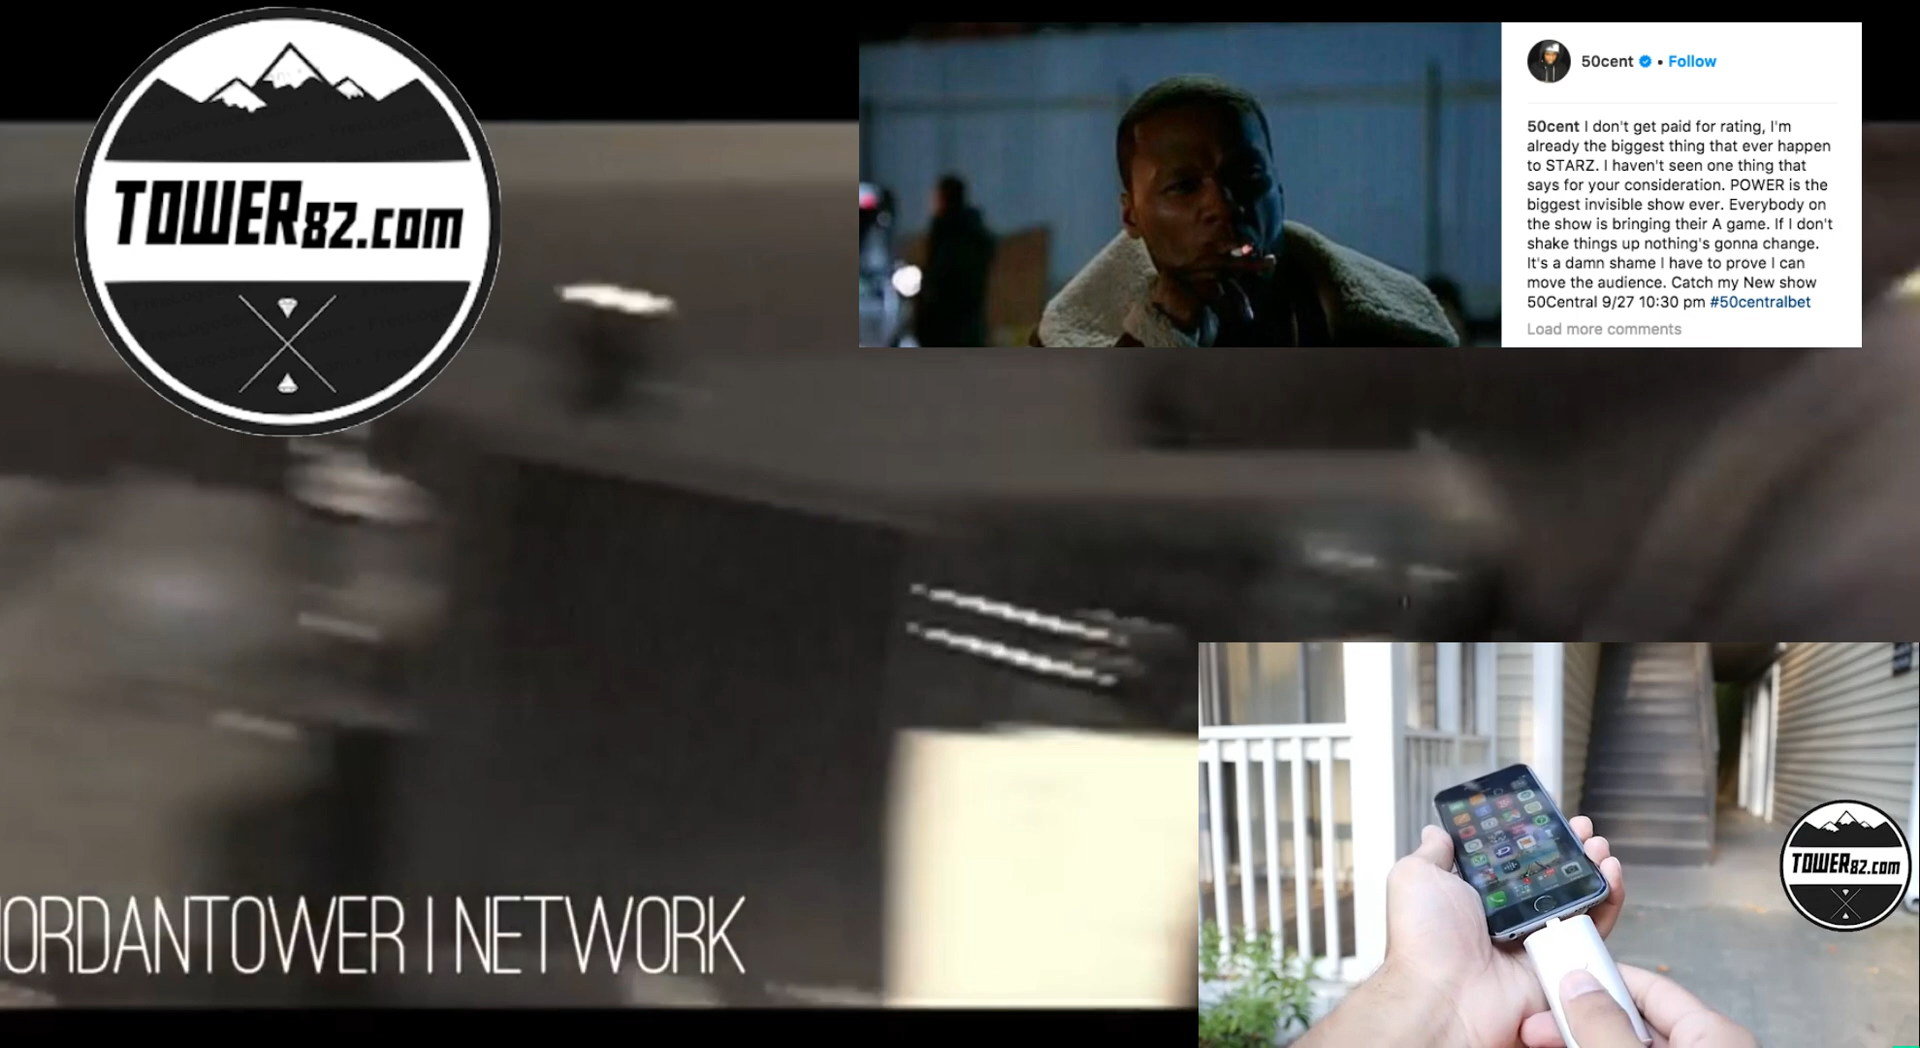 TOWER82.com
50cent • Follow
50cent I don't get paid for rating, I'm
already the biggest thing that ever happen
to STARZ. I haven't seen one thing that
says for your consideration. POWER is the
biggest invisible show ever. Everybody on
the show is bringing their A game. If I don't
shake things up nothing's gonna change.
It's a damn shame I have to prove I can
move the audience. Catch my New show
50Central 9/27 10:30 pm #50centralbet
Load more comments
JORDANTOWER | NETWORK
TOWER82.com